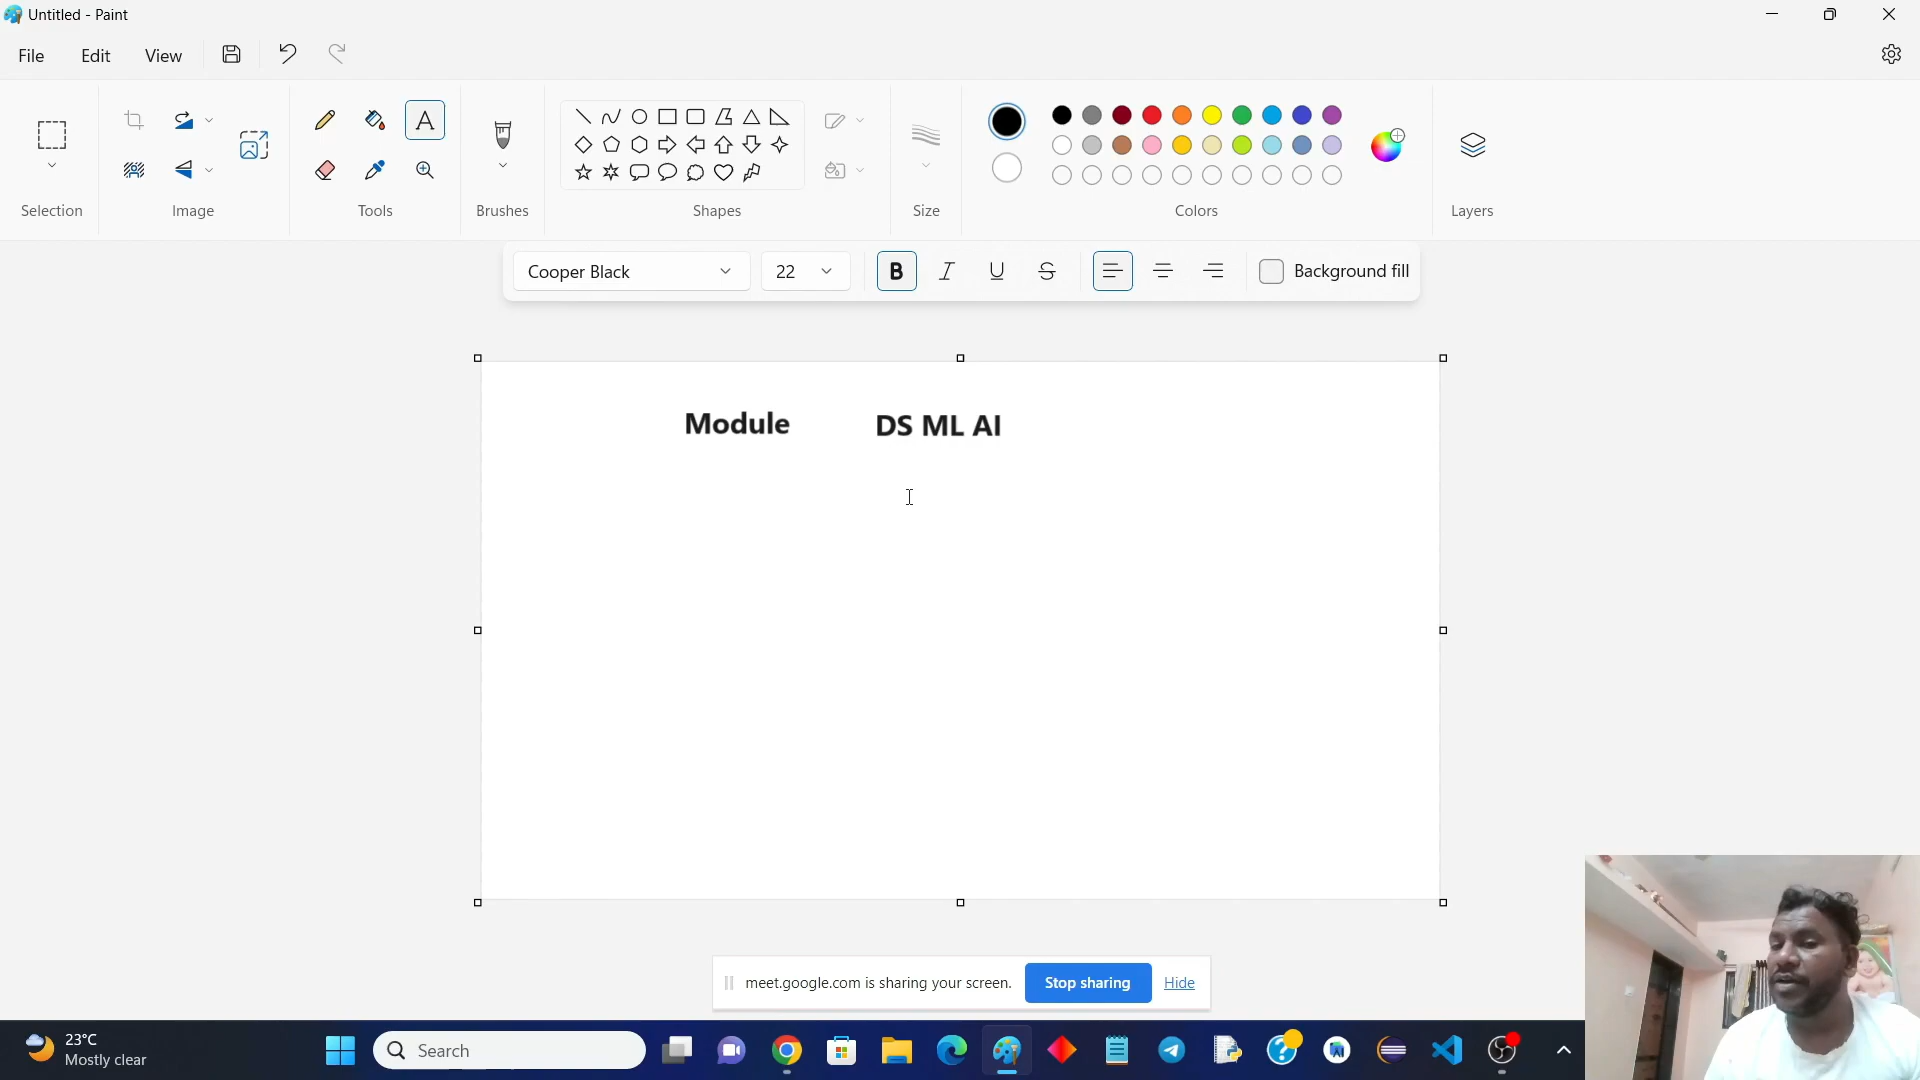 Untitled - Paint
File Edit View
Selection Image Tools Brushes Shapes Size Colors Layers
Cooper Black 22 B I U S Background fill
Module DS ML AI
meet.google.com is sharing your screen. Stop sharing Hide
23°C
Mostly clear
Search